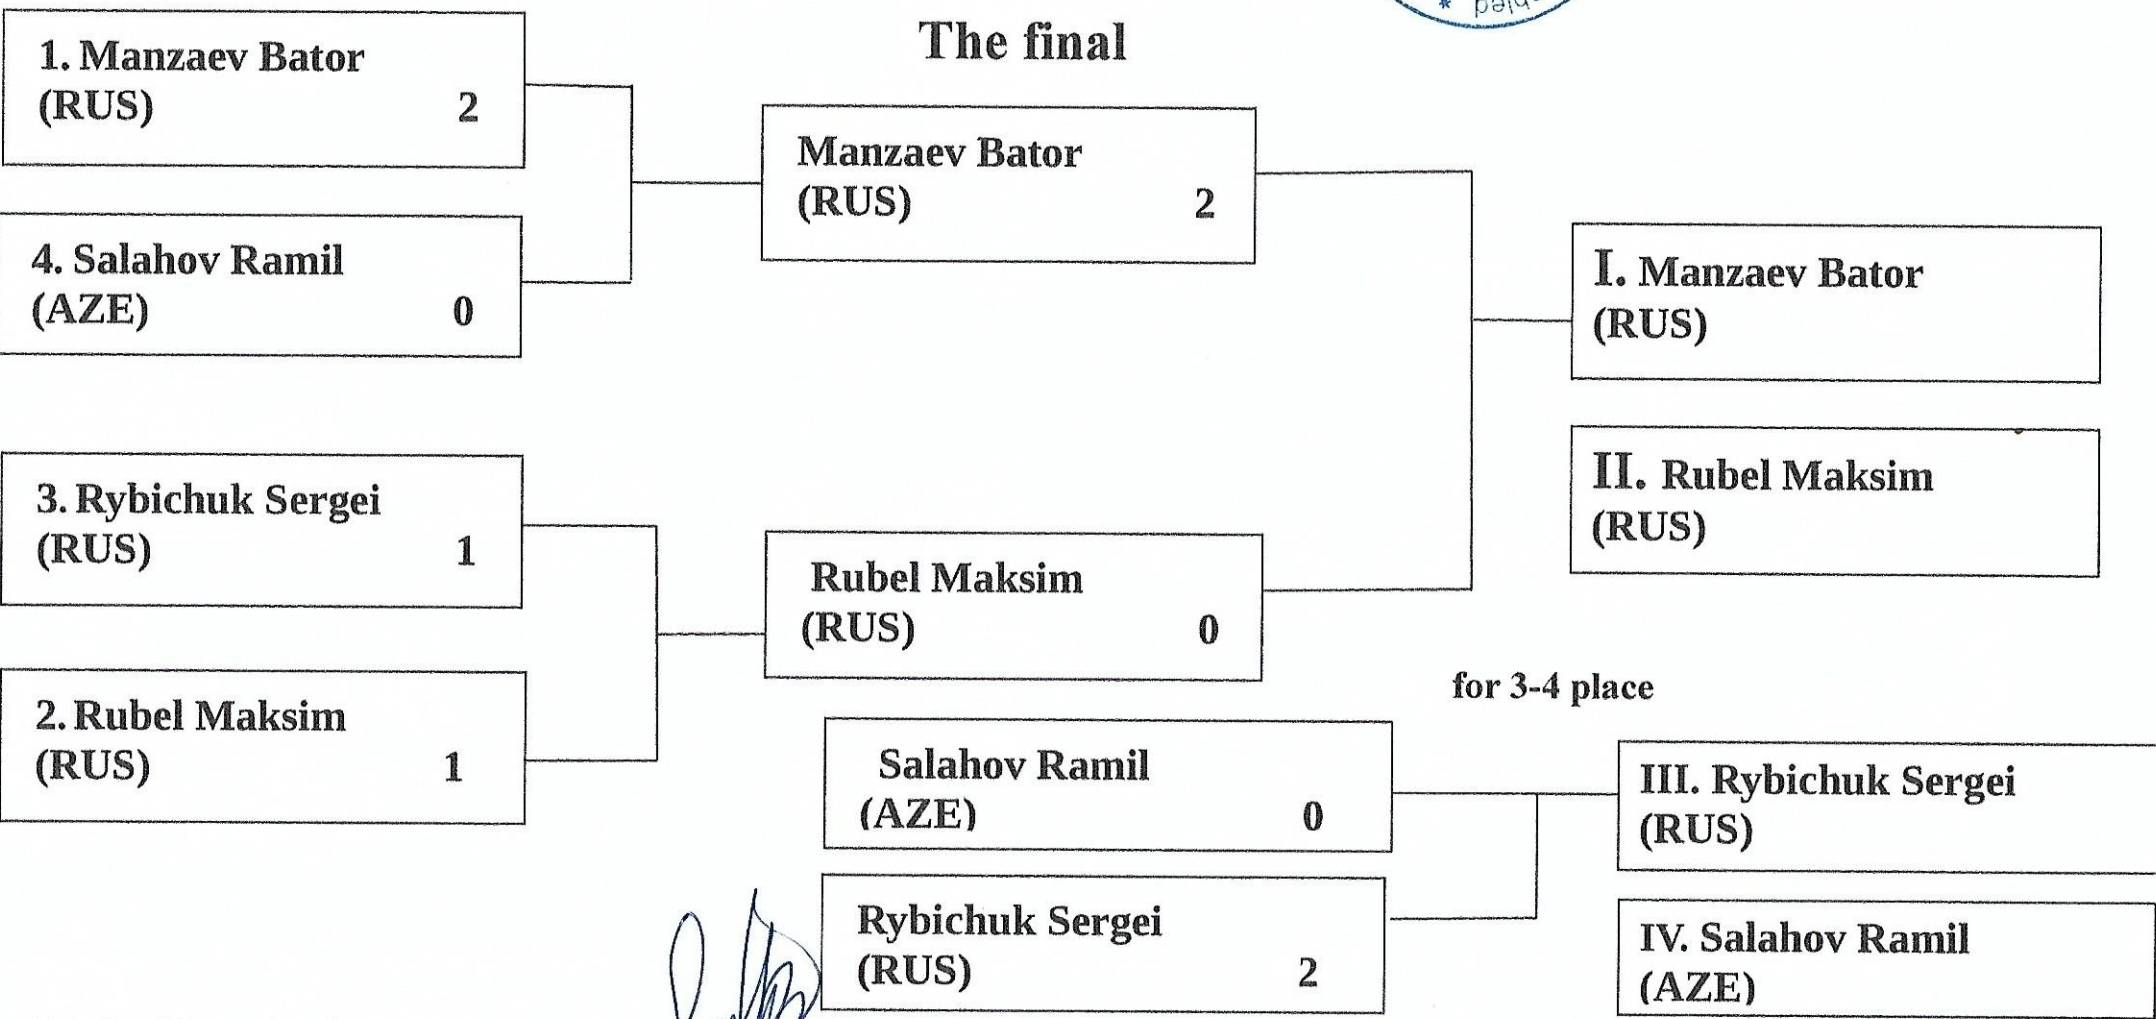 The final
1. Manzaev Bator
(RUS) 2
4. Salahov Ramil
(AZE) 0
3. Rybichuk Sergei
(RUS) 1
2. Rubel Maksim
(RUS) 1
Manzaev Bator
(RUS) 2
Rubel Maksim
(RUS) 0
I. Manzaev Bator
(RUS)
II. Rubel Maksim
(RUS)
for 3-4 place
Salahov Ramil
(AZE) 0
Rybichuk Sergei
(RUS) 2
III. Rybichuk Sergei
(RUS)
IV. Salahov Ramil
(AZE)